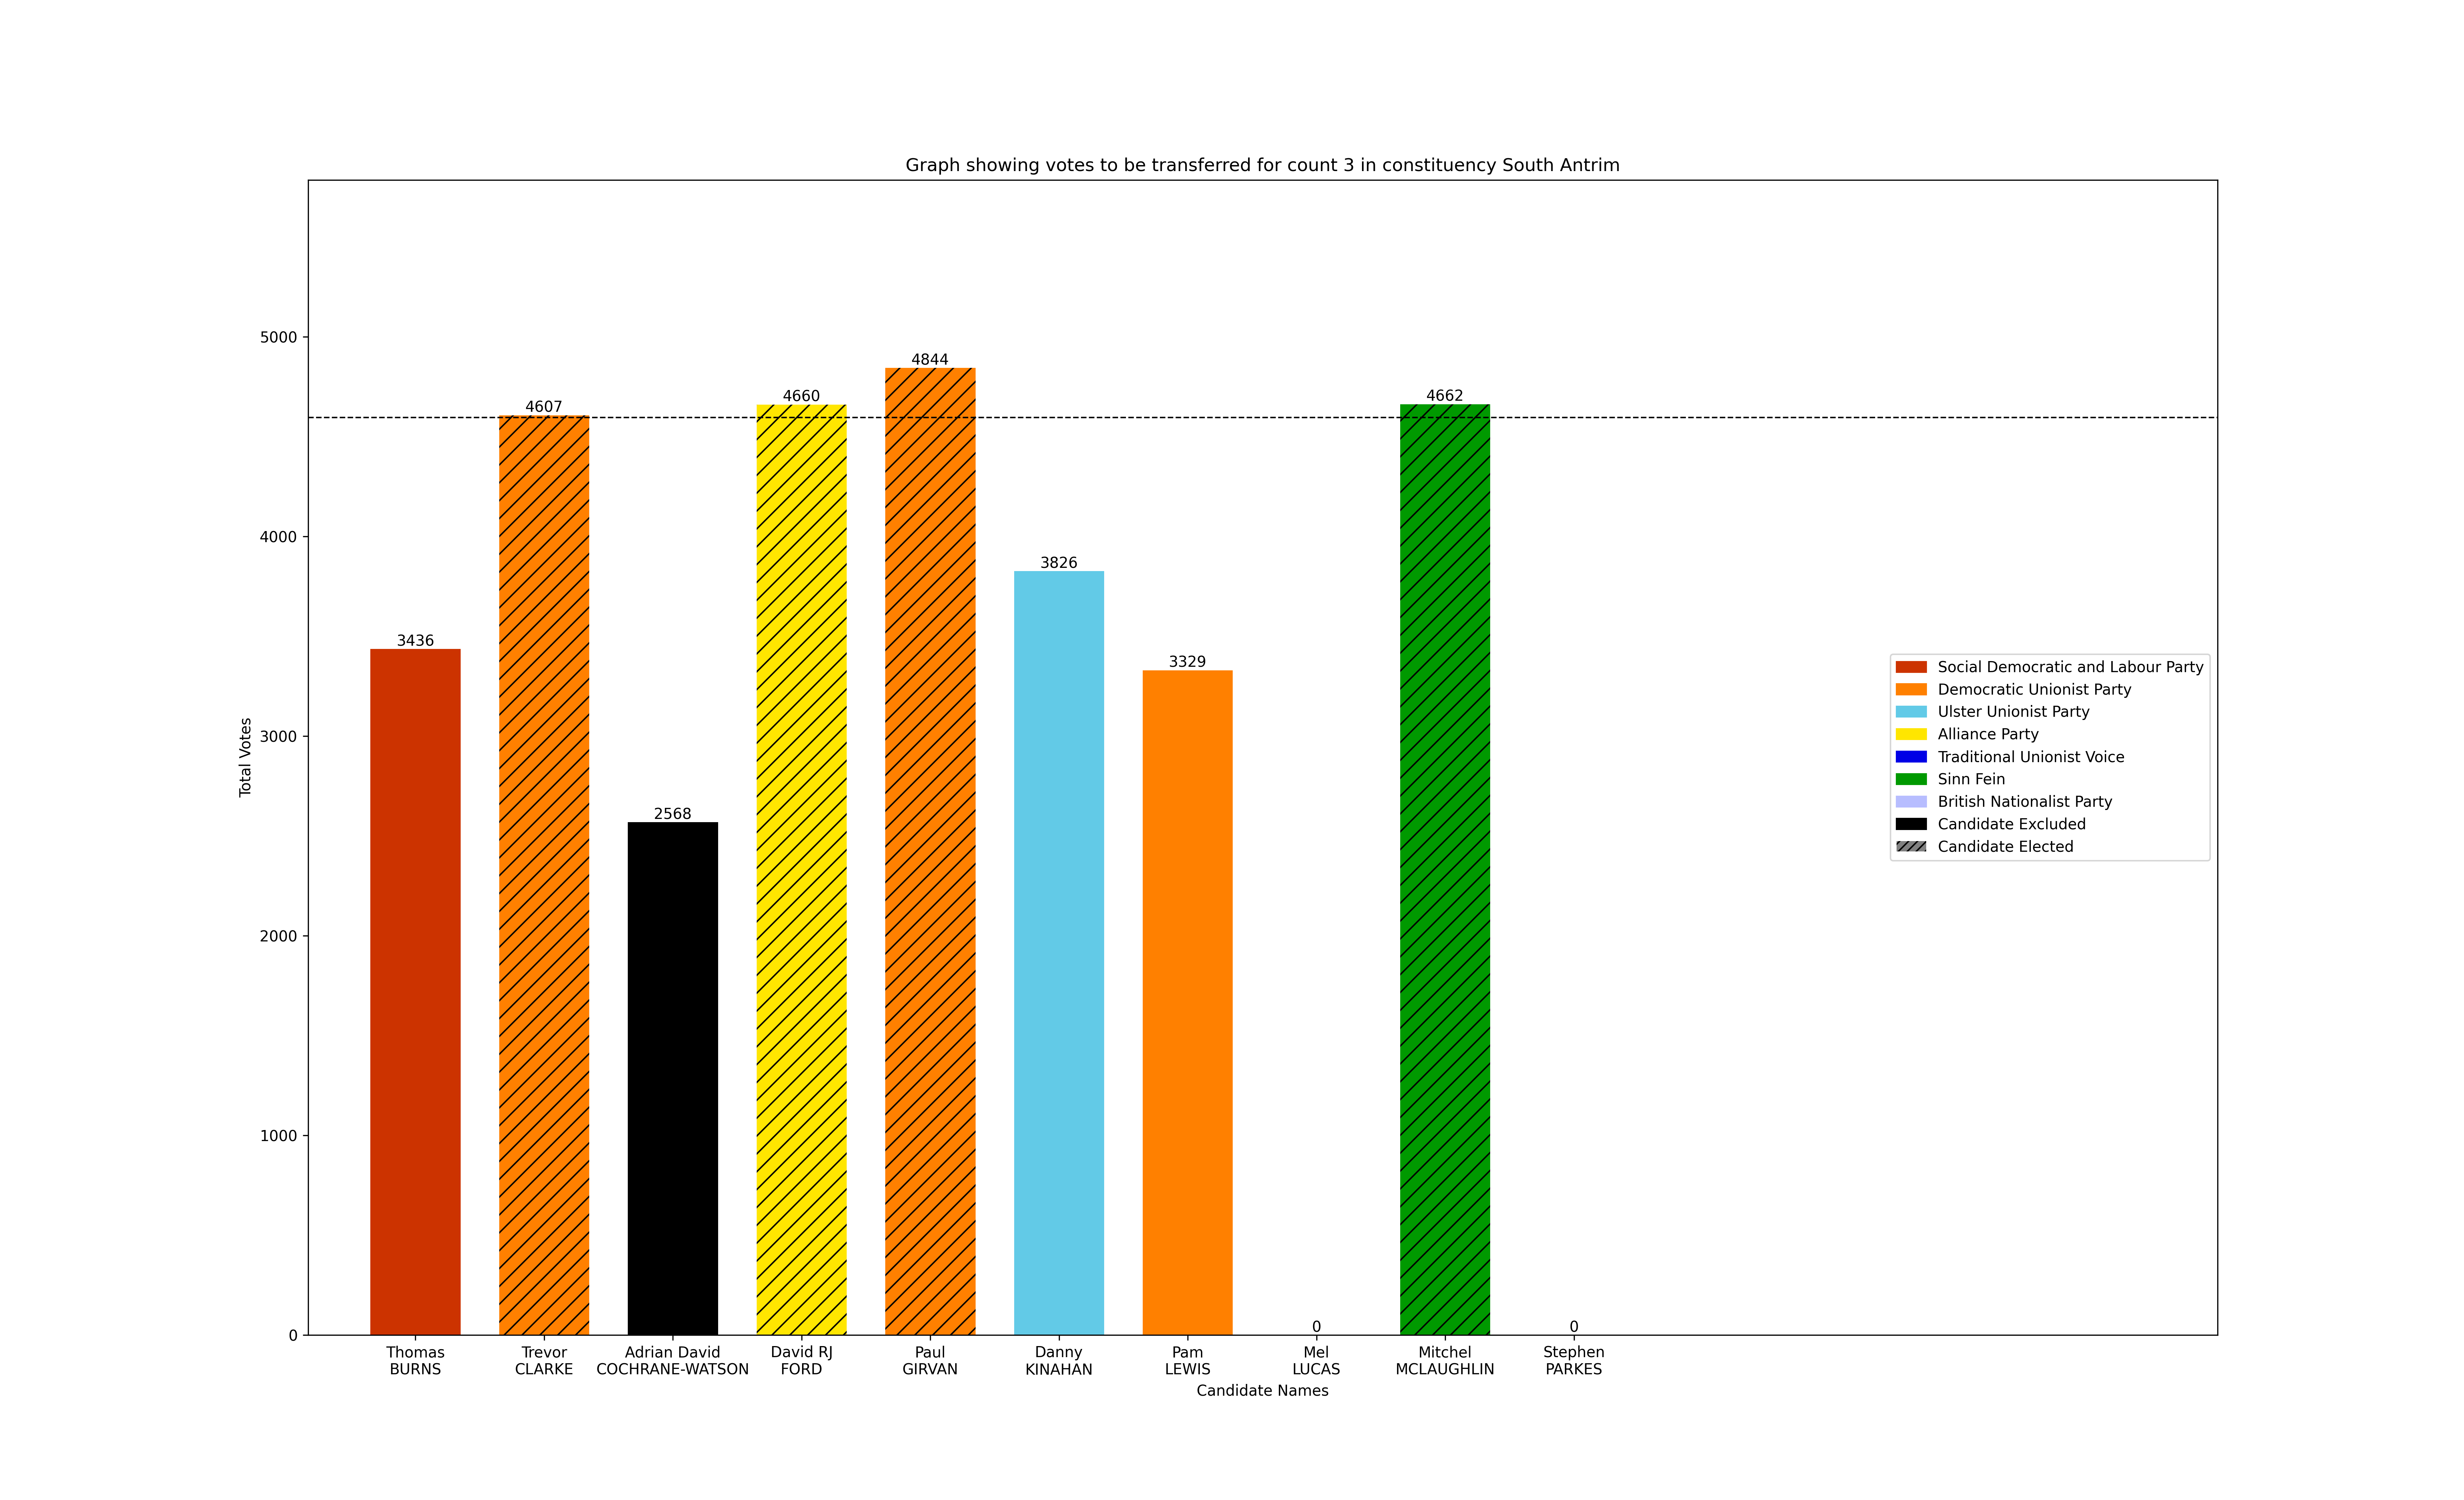 Graph showing votes to be transferred for count 3 in constituency South Antrim
Total Votes
5000
4000
3000
2000
1000
0
3436
4607
2568
4660
4844
3826
3329
0
4662
0
Thomas
BURNS
Trevor
CLARKE
Adrian David
COCHRANE-WATSON
David RJ
FORD
Paul
GIRVAN
Danny
KINAHAN
Pam
LEWIS
Mel
LUCAS
Mitchel
MCLAUGHLIN
Stephen
PARKES
Candidate Names
Social Democratic and Labour Party
Democratic Unionist Party
Ulster Unionist Party
Alliance Party
Traditional Unionist Voice
Sinn Fein
British Nationalist Party
Candidate Excluded
Candidate Elected